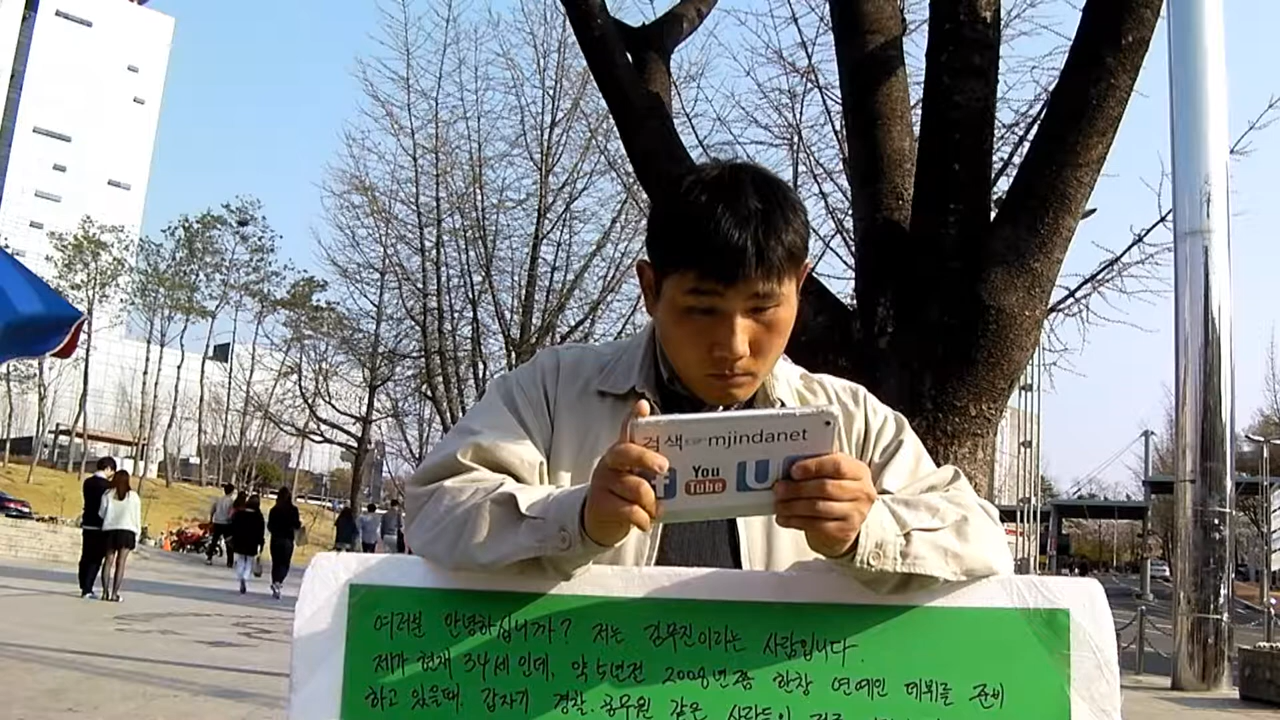 검색 mjindanet
f You Tube U
여러분 안녕하십니까? 저는 김무진이라는 사람입니다.
제가 현재 34세 인데, 약 5년전 2008년쯤 한창 연예인 데뷔를 준비
하고 있을때, 갑자기 경찰. 공무원 같은 사람들이